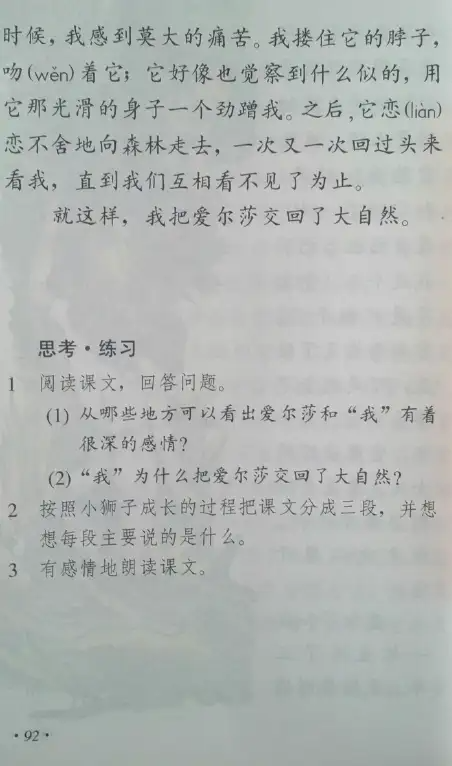 时候，我感到莫大的痛苦。我搂住它的脖子，
吻(wěn)着它；它好像也觉察到什么似的，用
它那光滑的身子一个劲蹭我。之后，它恋(liàn)
恋不舍地向森林走去，一次又一次回过头来
看我，直到我们互相看不见了为止。
就这样，我把爱尔莎交回了大自然。
思考·练习
1 阅读课文，回答问题。
(1) 从哪些地方可以看出爱尔莎和“我”有着
很深的感情？
(2)“我”为什么把爱尔莎交回了大自然？
2 按照小狮子成长的过程把课文分成三段，并想
想每段主要说的是什么。
3 有感情地朗读课文。
·92·